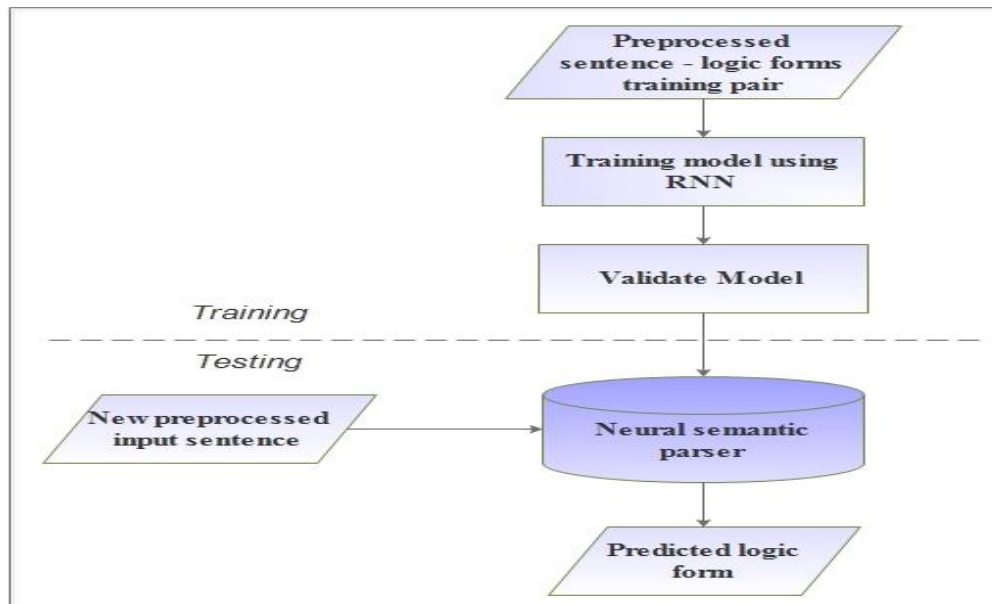 Preprocessed
sentence - logic forms
training pair
Training model using
RNN
Validate Model
Training
Testing
New preprocessed
input sentence
Neural semantic
parser
Predicted logic
form